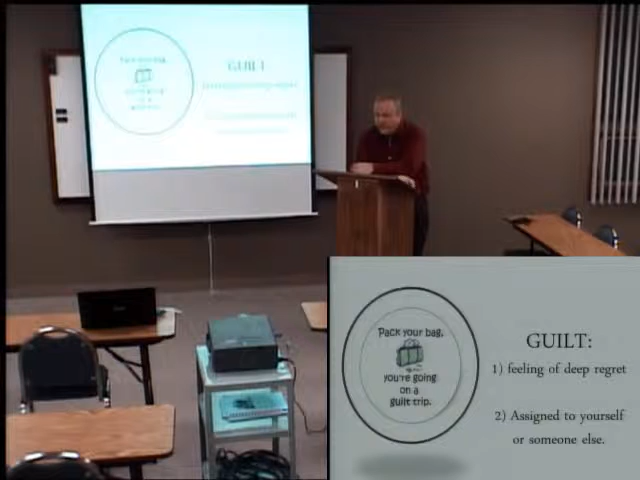 GUILT
Pack your bag,
you're going
on a
guilt trip.
GUILT:
1) feeling of deep regret
2) Assigned to yourself
or someone else.